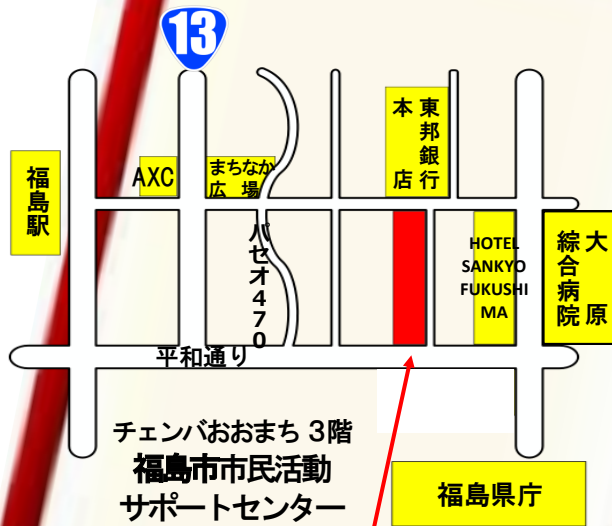 13
福島駅
AXC
まちなか
広場
パセオ470
東邦銀行
本店
HOTEL
SANKYO
FUKUSHI
MA
大原
綜合病院
平和通り
チェンバおおまち 3階
福島市市民活動
サポートセンター
福島県庁